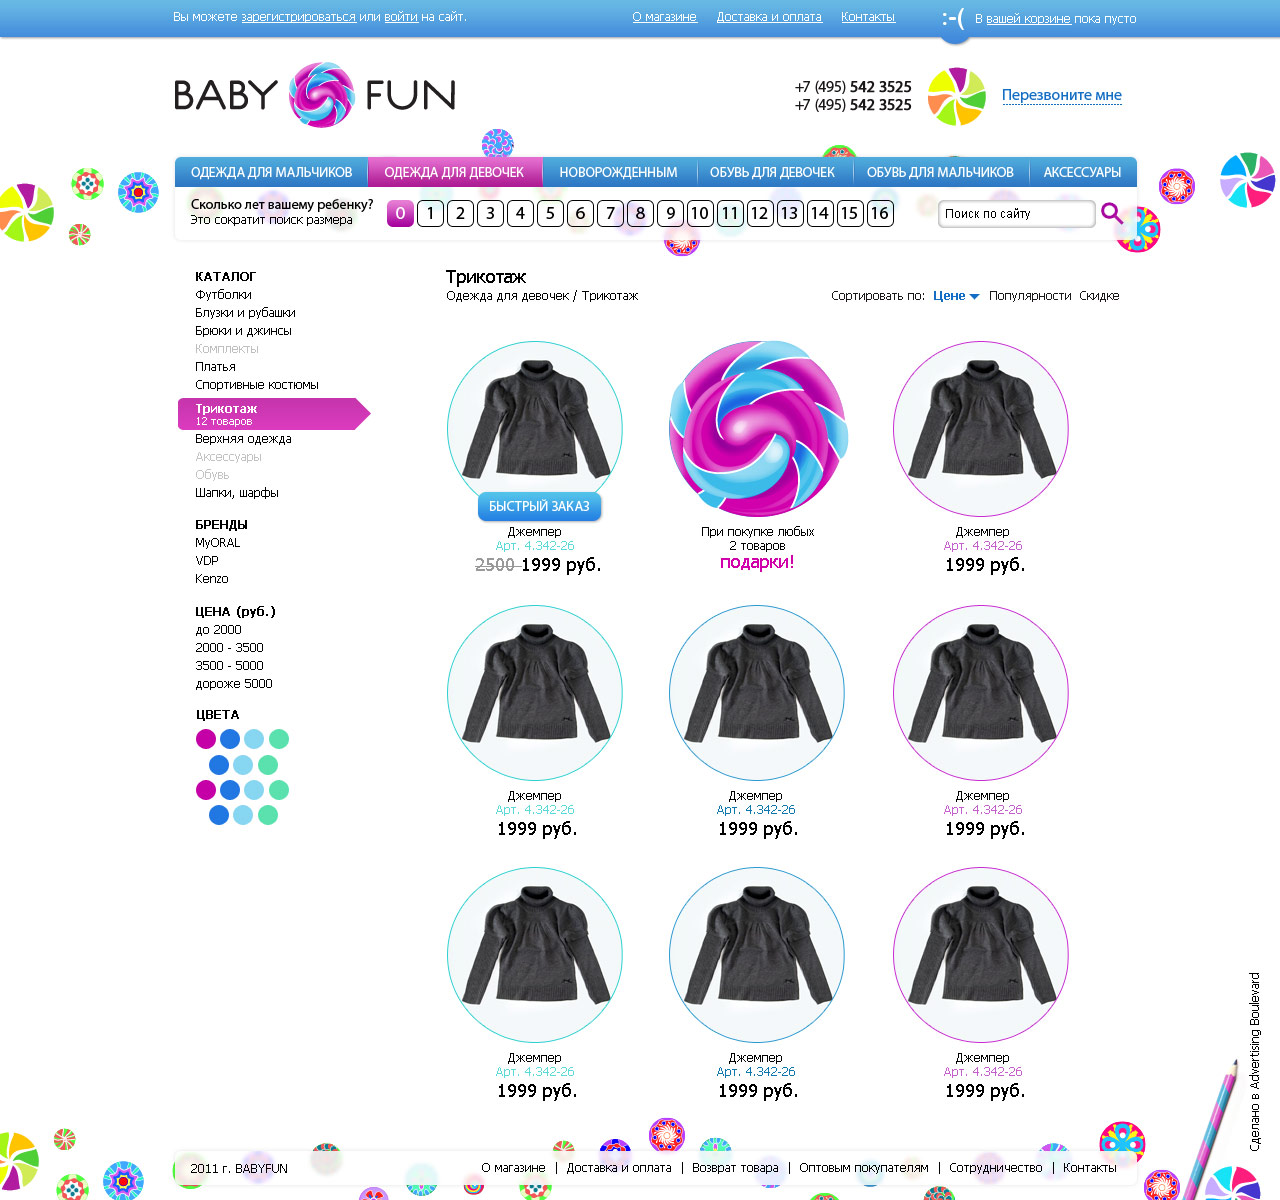 Вы можете зарегистрироваться или войти на сайт.
О магазине Доставка и оплата Контакты
:-( В вашей корзине пока пусто
BABY FUN
+7 (495) 542 3525
+7 (495) 542 3525
Перезвоните мне
ОДЕЖДА ДЛЯ МАЛЬЧИКОВ ОДЕЖДА ДЛЯ ДЕВОЧЕК НОВОРОЖДЕННЫМ ОБУВЬ ДЛЯ ДЕВОЧЕК ОБУВЬ ДЛЯ МАЛЬЧИКОВ АКСЕССУАРЫ
Сколько лет вашему ребенку?
Это сократит поиск размера
0 1 2 3 4 5 6 7 8 9 10 11 12 13 14 15 16
Поиск по сайту
КАТАЛОГ
Футболки
Блузки и рубашки
Брюки и джинсы
Комплекты
Платья
Спортивные костюмы
Трикотаж
12 товаров
Верхняя одежда
Аксессуары
Обувь
Шапки, шарфы
БРЕНДЫ
MyORAL
VDP
Kenzo
ЦЕНА (руб.)
до 2000
2000 - 3500
3500 - 5000
дороже 5000
ЦВЕТА
Трикотаж
Одежда для девочек / Трикотаж
Сортировать по: Цене Популярности Скидке
БЫСТРЫЙ ЗАКАЗ
Джемпер
Арт. 4.342-26
2500 1999 руб.
При покупке любых
2 товаров
подарки!
Джемпер
Арт. 4.342-26
1999 руб.
Джемпер
Арт. 4.342-26
1999 руб.
Джемпер
Арт. 4.342-26
1999 руб.
Джемпер
Арт. 4.342-26
1999 руб.
Джемпер
Арт. 4.342-26
1999 руб.
Джемпер
Арт. 4.342-26
1999 руб.
Джемпер
Арт. 4.342-26
1999 руб.
Сделано в Advertising Boulevard
2011 г. BABYFUN
О магазине | Доставка и оплата | Возврат товара | Оптовым покупателям | Сотрудничество | Контакты